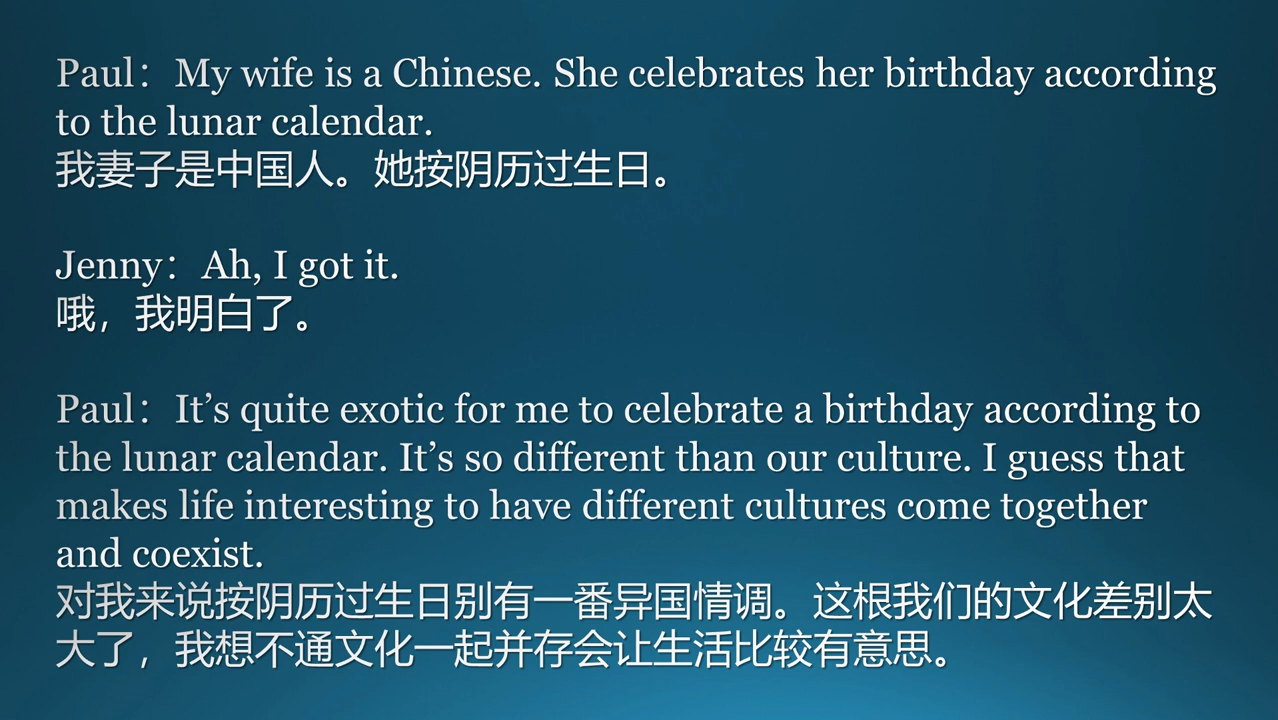 Paul：My wife is a Chinese. She celebrates her birthday according
to the lunar calendar.
我妻子是中国人。她按阴历过生日。
Jenny：Ah, I got it.
哦，我明白了。
Paul：It’s quite exotic for me to celebrate a birthday according to
the lunar calendar. It’s so different than our culture. I guess that
makes life interesting to have different cultures come together
and coexist.
对我来说按阴历过生日别有一番异国情调。这根我们的文化差别太
大了，我想不通文化一起并存会让生活比较有意思。